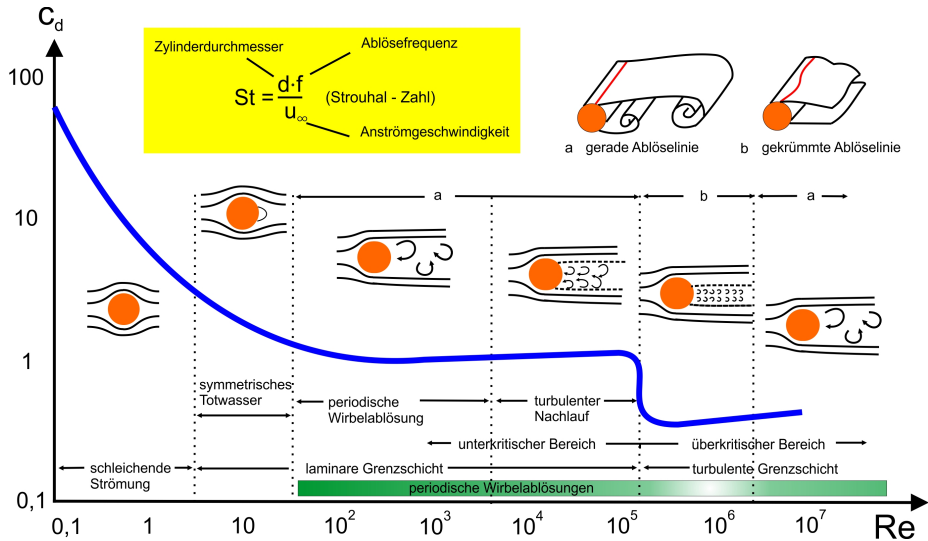 c_d
100
10
1
0,1
Zylinderdurchmesser
Ablösefrequenz
St = d·f / u∞ (Strouhal - Zahl)
Anströmgeschwindigkeit
a gerade Ablöselinie
b gekrümmte Ablöselinie
a
b
a
symmetrisches
Totwasser
periodische
Wirbelablösung
turbulenter
Nachlauf
unterkritischer Bereich
überkritischer Bereich
schleichende
Strömung
laminare Grenzschicht
turbulente Grenzschicht
periodische Wirbelablösungen
0,1 1 10 10² 10³ 10⁴ 10⁵ 10⁶ 10⁷
Re